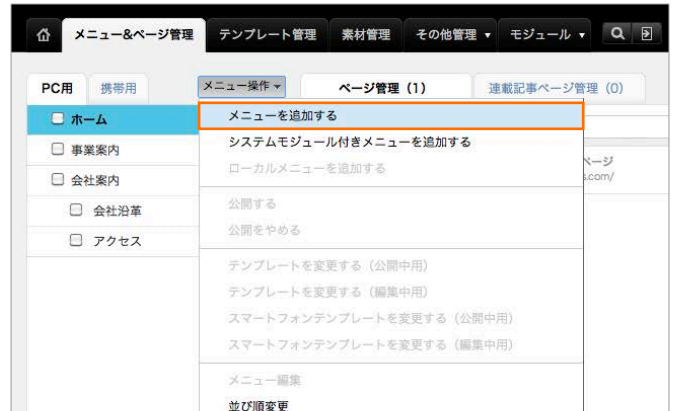 メニュー&ページ管理 テンプレート管理 素材管理 その他管理 ▼ モジュール ▼
PC用 携帯用 メニュー操作 ▼ ページ管理 (1) 連載記事ページ管理 (0)
ホーム
事業案内
会社案内
会社沿革
アクセス
メニューを追加する
システムモジュール付きメニューを追加する
ローカルメニューを追加する
公開する
公開をやめる
テンプレートを変更する（公開中用）
テンプレートを変更する（編集中用）
スマートフォンテンプレートを変更する（公開中用）
スマートフォンテンプレートを変更する（編集中用）
メニュー編集
並び順変更
ページ
s.com/